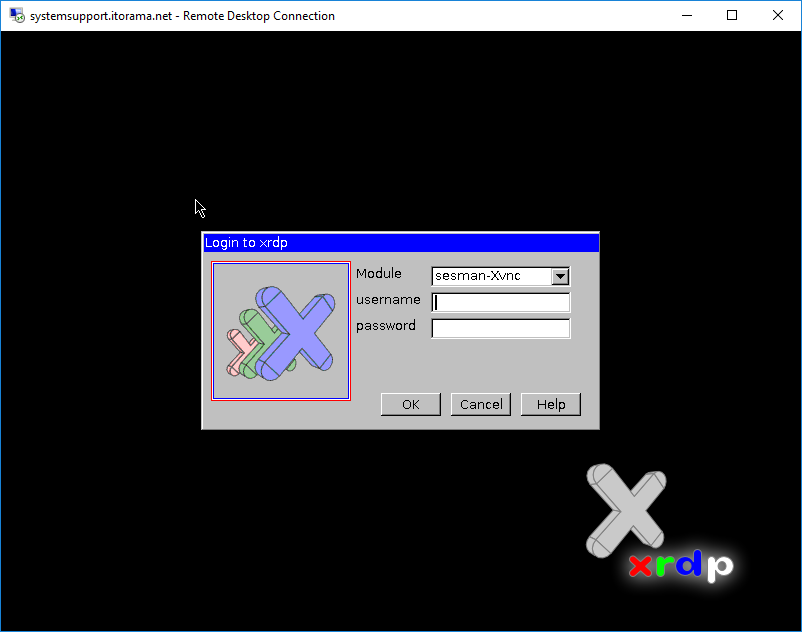 systemsupport.itorama.net - Remote Desktop Connection
Login to xrdp
Module sesman-Xvnc
username
password
OK Cancel Help
xrdp